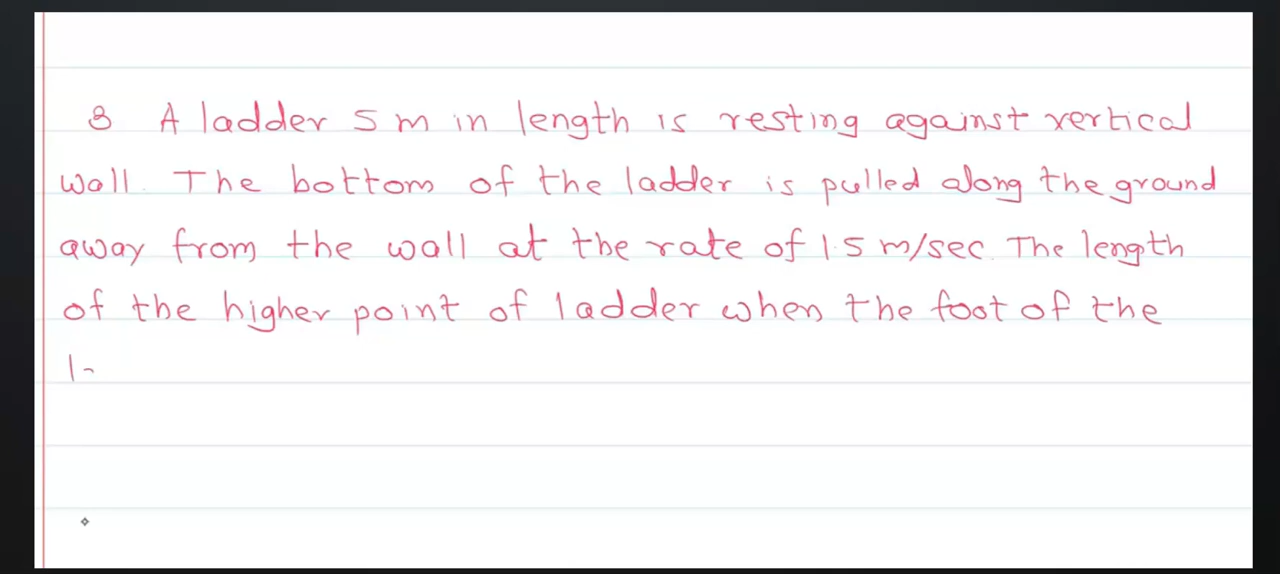 8 A ladder 5 m in length is resting against vertical
wall. The bottom of the ladder is pulled along the ground
away from the wall at the rate of 1.5 m/sec. The length
of the higher point of ladder when the foot of the